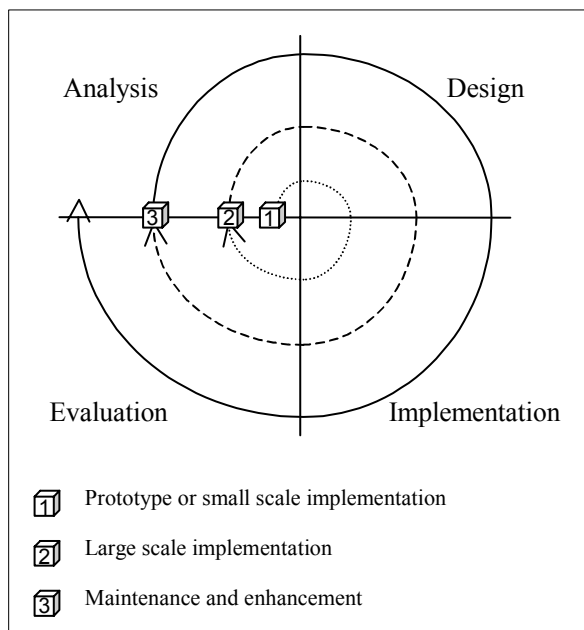 Analysis Design
3 2 1
Evaluation Implementation
1 Prototype or small scale implementation
2 Large scale implementation
3 Maintenance and enhancement